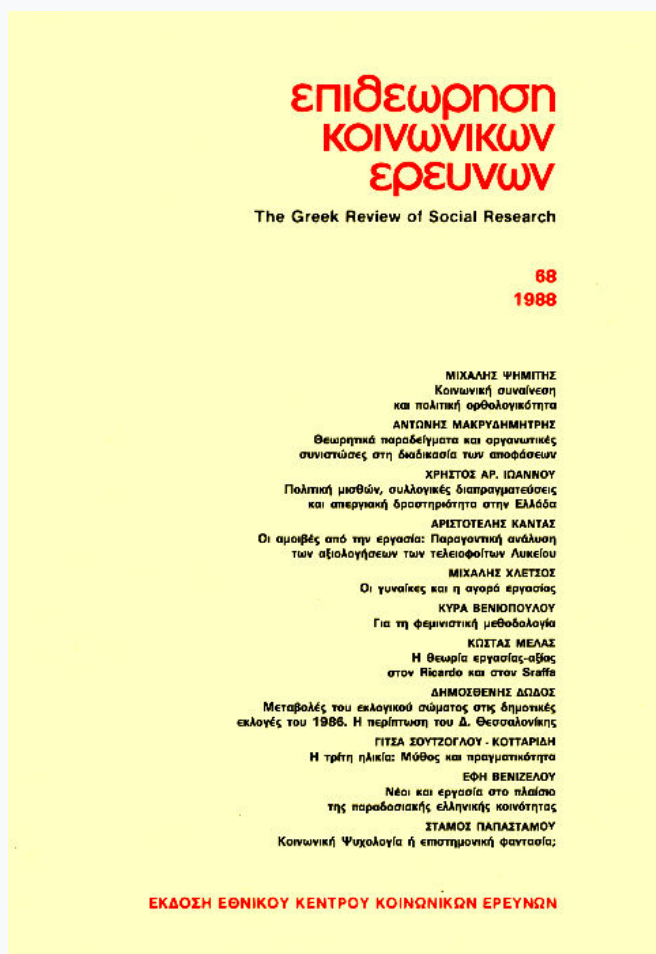 επιθεωρηση
κοινωνικων
ερευνων
The Greek Review of Social Research
68
1988
ΜΙΧΑΛΗΣ ΨΗΜΙΤΗΣ
Κοινωνική συναίνεση
και πολιτική ορθολογικότητα
ΑΝΤΩΝΗΣ ΜΑΚΡΥΔΗΜΗΤΡΗΣ
Θεωρητικά παραδείγματα και οργανωτικές
συνιστώσες στη διαδικασία των αποφάσεων
ΧΡΗΣΤΟΣ ΑΡ. ΙΩΑΝΝΟΥ
Πολιτική μισθών, συλλογικές διαπραγματεύσεις
και απεργιακή δραστηριότητα στην Ελλάδα
ΑΡΙΣΤΟΤΕΛΗΣ ΚΑΝΤΑΣ
Οι αμοιβές από την εργασία: Παραγοντική ανάλυση
των αξιολογήσεων των τελειοφοίτων Λυκείου
ΜΙΧΑΛΗΣ ΧΛΕΤΣΟΣ
Οι γυναίκες και η αγορά εργασίας
ΚΥΡΑ ΒΕΝΙΟΠΟΥΛΟΥ
Για τη φεμινιστική μεθοδολογία
ΚΩΣΤΑΣ ΜΕΛΑΣ
Η θεωρία εργασίας-αξίας
στον Ricardo και στον Sraffa
ΔΗΜΟΣΘΕΝΗΣ ΔΩΔΟΣ
Μεταβολές του εκλογικού σώματος στις δημοτικές
εκλογές του 1986. Η περίπτωση του Δ. Θεσσαλονίκης
ΓΙΤΣΑ ΣΟΥΤΖΟΓΛΟΥ - ΚΟΤΤΑΡΙΔΗ
Η τρίτη ηλικία: Μύθος και πραγματικότητα
ΕΦΗ ΒΕΝΙΖΕΛΟΥ
Νέοι και εργασία στο πλαίσιο
της παραδοσιακής ελληνικής κοινότητας
ΣΤΑΜΟΣ ΠΑΠΑΣΤΑΜΟΥ
Κοινωνική Ψυχολογία ή επιστημονική φαντασία;
ΕΚΔΟΣΗ ΕΘΝΙΚΟΥ ΚΕΝΤΡΟΥ ΚΟΙΝΩΝΙΚΩΝ ΕΡΕΥΝΩΝ